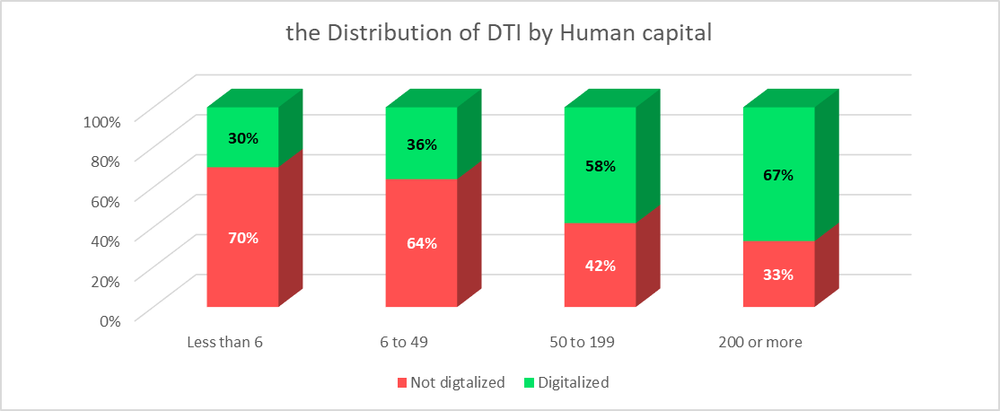 the Distribution of DTI by Human capital
100%
80%
60%
40%
20%
0%
30%
36%
58%
67%
70%
64%
42%
33%
Less than 6
6 to 49
50 to 199
200 or more
Not digtalized
Digitalized